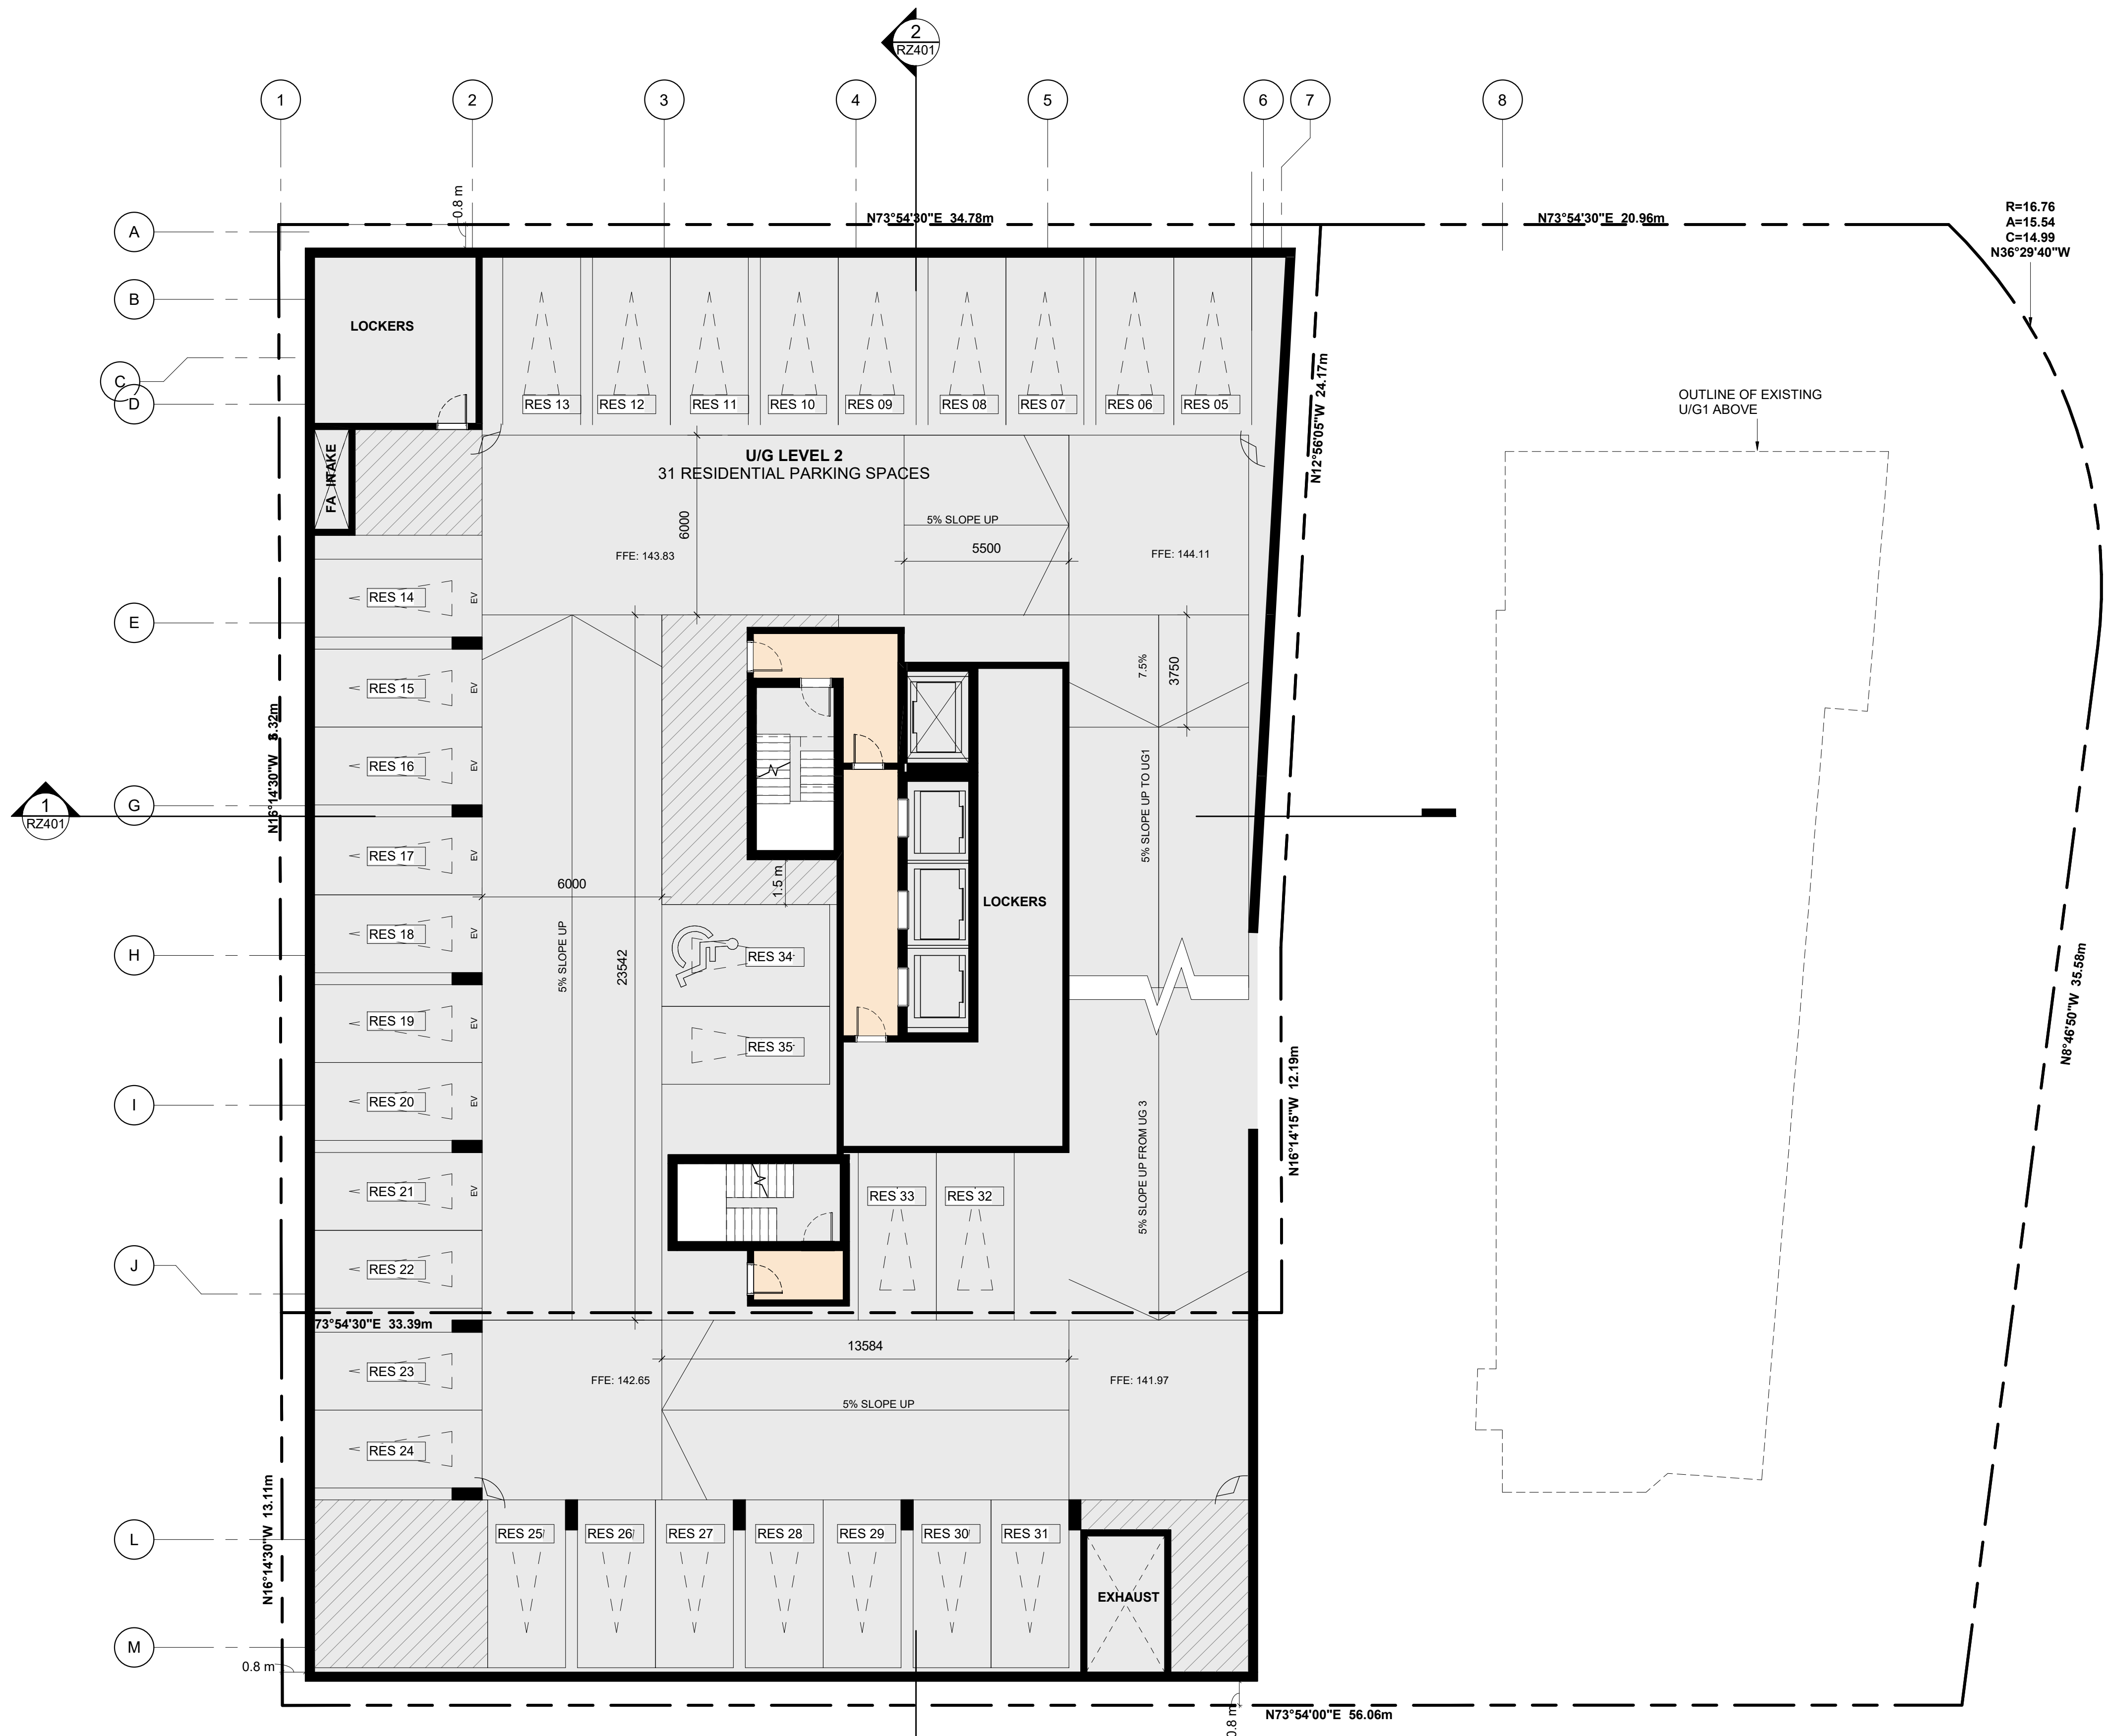 2
RZ401
1
2
3
4
5
6
7
8
A
B
C
D
E
G
H
I
J
L
M
1
RZ401
0.8 m
N73°54'30"E 34.78m
N73°54'30"E 20.96m
R=16.76
A=15.54
C=14.99
N36°29'40"W
LOCKERS
RES 13
RES 12
RES 11
RES 10
RES 09
RES 08
RES 07
RES 06
RES 05
N12°56'05"W 24.17m
OUTLINE OF EXISTING
U/G1 ABOVE
FA INTAKE
U/G LEVEL 2
31 RESIDENTIAL PARKING SPACES
6000
5% SLOPE UP
5500
FFE: 143.83
FFE: 144.11
RES 14
EV
RES 15
EV
RES 16
EV
RES 17
EV
RES 18
EV
RES 19
EV
RES 20
EV
RES 21
EV
RES 22
RES 23
RES 24
7.5%
3750
5% SLOPE UP TO UG1
N16°14'30"W
6000
5% SLOPE UP
23542
1.5 m
RES 34
RES 35
LOCKERS
5% SLOPE UP FROM UG 3
N16°14'15"W 12.19m
N8°46'50"W 35.58m
RES 33
RES 32
73°54'30"E 33.39m
13584
FFE: 142.65
FFE: 141.97
5% SLOPE UP
N16°14'30"W 13.11m
RES 25
RES 26
RES 27
RES 28
RES 29
RES 30
RES 31
EXHAUST
0.8 m
0.8 m
N73°54'00"E 56.06m